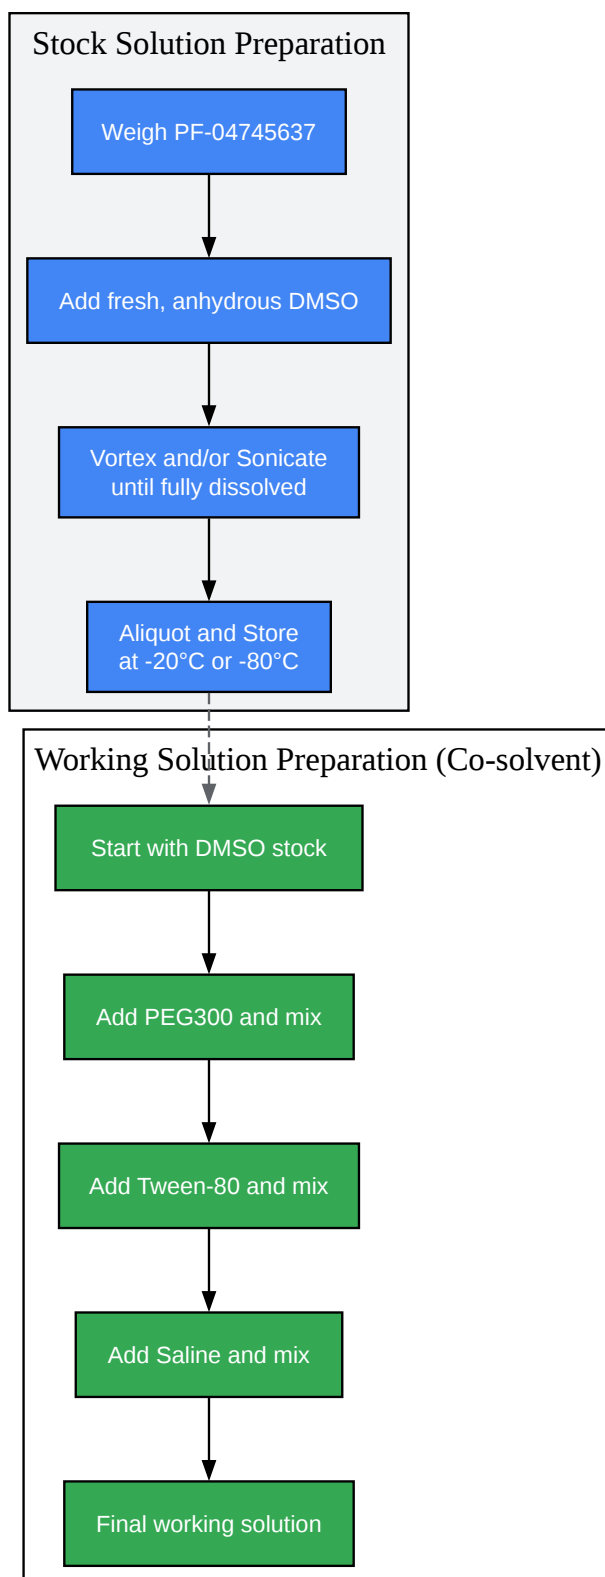 Stock Solution Preparation
Weigh PF-04745637
Add fresh, anhydrous DMSO
Vortex and/or Sonicate
until fully dissolved
Aliquot and Store
at -20°C or -80°C
Working Solution Preparation (Co-solvent)
Start with DMSO stock
Add PEG300 and mix
Add Tween-80 and mix
Add Saline and mix
Final working solution